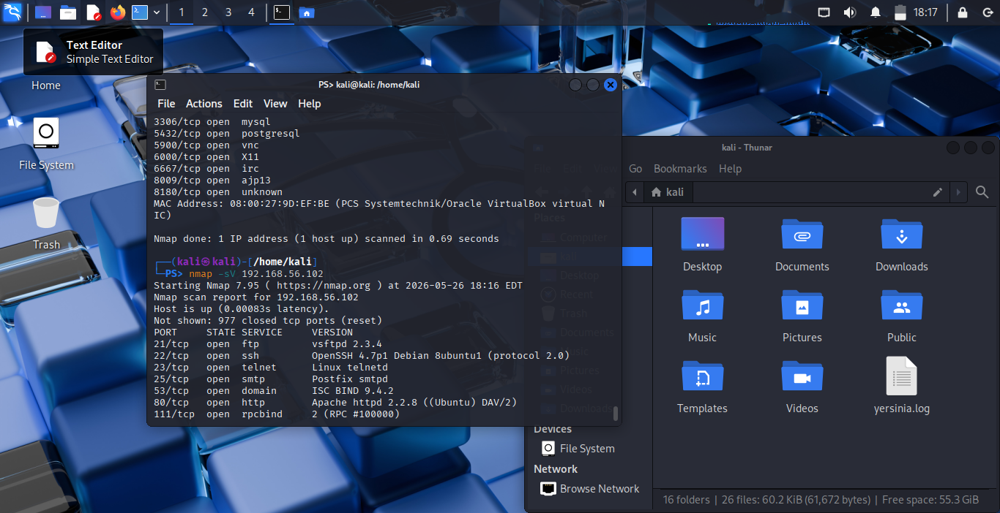 1 2 3 4
18:17
Text Editor
Simple Text Editor
Home
File System
Trash
PS> kali@kali: /home/kali
File Actions Edit View Help
3306/tcp open  mysql
5432/tcp open  postgresql
5900/tcp open  vnc
6000/tcp open  X11
6667/tcp open  irc
8009/tcp open  ajp13
8180/tcp open  unknown
MAC Address: 08:00:27:9D:EF:BE (PCS Systemtechnik/Oracle VirtualBox virtual N
IC)
Nmap done: 1 IP address (1 host up) scanned in 0.69 seconds
┌──(kali㉿kali)-[/home/kali]
└─PS> nmap -sV 192.168.56.102
Starting Nmap 7.95 ( https://nmap.org ) at 2026-05-26 18:16 EDT
Nmap scan report for 192.168.56.102
Host is up (0.00083s latency).
Not shown: 977 closed tcp ports (reset)
PORT     STATE SERVICE     VERSION
21/tcp   open  ftp         vsftpd 2.3.4
22/tcp   open  ssh         OpenSSH 4.7p1 Debian 8ubuntu1 (protocol 2.0)
23/tcp   open  telnet      Linux telnetd
25/tcp   open  smtp        Postfix smtpd
53/tcp   open  domain      ISC BIND 9.4.2
80/tcp   open  http        Apache httpd 2.2.8 ((Ubuntu) DAV/2)
111/tcp  open  rpcbind     2 (RPC #100000)
kali - Thunar
File Edit View Go Bookmarks Help
kali
Places
Computer
Desktop
Recent
Trash
Documents
Music
Pictures
Videos
Downloads
Devices
File System
Network
Browse Network
Desktop
Documents
Downloads
Music
Pictures
Public
Templates
Videos
yersinia.log
16 folders | 26 files: 60.2 KiB (61,672 bytes) | Free space: 55.3 GiB